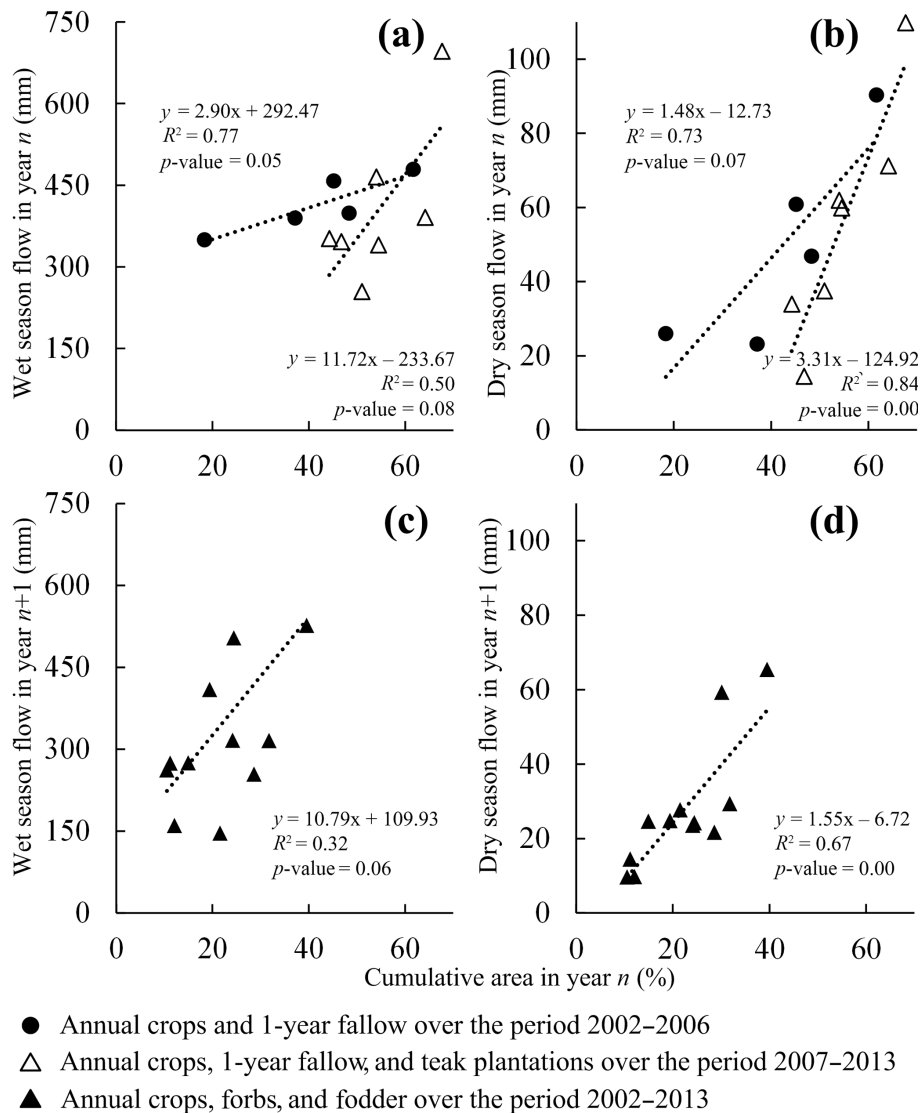 (a)
Wet season flow in year n (mm)
750
600
450
300
150
0
y = 2.90x + 292.47
R² = 0.77
p-value = 0.05
y = 11.72x – 233.67
R² = 0.50
p-value = 0.08
0 20 40 60
(b)
Dry season flow in year n (mm)
100
80
60
40
20
0
y = 1.48x – 12.73
R² = 0.73
p-value = 0.07
y = 3.31x – 124.92
R² = 0.84
p-value = 0.00
0 20 40 60
(c)
Wet season flow in year n+1 (mm)
750
600
450
300
150
0
y = 10.79x + 109.93
R² = 0.32
p-value = 0.06
0 20 40 60
(d)
Dry season flow in year n+1 (mm)
100
80
60
40
20
0
y = 1.55x – 6.72
R² = 0.67
p-value = 0.00
0 20 40 60
Cumulative area in year n (%)
Annual crops and 1-year fallow over the period 2002–2006
Annual crops, 1-year fallow, and teak plantations over the period 2007–2013
Annual crops, forbs, and fodder over the period 2002–2013